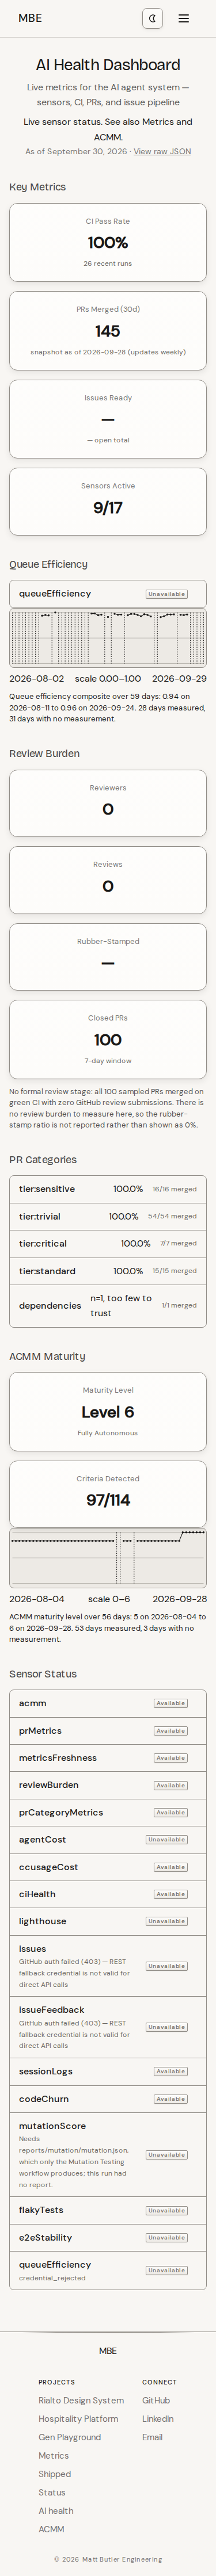 MBE
AI Health Dashboard
Live metrics for the AI agent system —
sensors, CI, PRs, and issue pipeline
Live sensor status. See also Metrics and
ACMM.
As of September 30, 2026 · View raw JSON
Key Metrics
CI Pass Rate
100%
26 recent runs
PRs Merged (30d)
145
snapshot as of 2026-09-28 (updates weekly)
Issues Ready
—
— open total
Sensors Active
9/17
Queue Efficiency
queueEfficiency Unavailable
2026-08-02 scale 0.00–1.00 2026-09-29
Queue efficiency composite over 59 days: 0.94 on
2026-08-11 to 0.96 on 2026-09-24. 28 days measured,
31 days with no measurement.
Review Burden
Reviewers
0
Reviews
0
Rubber-Stamped
—
Closed PRs
100
7-day window
No formal review stage: all 100 sampled PRs merged on
green CI with zero GitHub review submissions. There is
no review burden to measure here, so the rubber-
stamp ratio is not reported rather than shown as 0%.
PR Categories
tier:sensitive 100.0% 16/16 merged
tier:trivial 100.0% 54/54 merged
tier:critical 100.0% 7/7 merged
tier:standard 100.0% 15/15 merged
dependencies n=1, too few to trust 1/1 merged
ACMM Maturity
Maturity Level
Level 6
Fully Autonomous
Criteria Detected
97/114
2026-08-04 scale 0–6 2026-09-28
ACMM maturity level over 56 days: 5 on 2026-08-04 to
6 on 2026-09-28. 53 days measured, 3 days with no
measurement.
Sensor Status
acmm Available
prMetrics Available
metricsFreshness Available
reviewBurden Available
prCategoryMetrics Available
agentCost Unavailable
ccusageCost Available
ciHealth Available
lighthouse Unavailable
issues Unavailable
GitHub auth failed (403) — REST
fallback credential is not valid for
direct API calls
issueFeedback Unavailable
GitHub auth failed (403) — REST
fallback credential is not valid for
direct API calls
sessionLogs Available
codeChurn Available
mutationScore Unavailable
Needs
reports/mutation/mutation.json,
which only the Mutation Testing
workflow produces; this run had
no report.
flakyTests Unavailable
e2eStability Unavailable
queueEfficiency Unavailable
credential_rejected
MBE
PROJECTS CONNECT
Rialto Design System GitHub
Hospitality Platform LinkedIn
Gen Playground Email
Metrics
Shipped
Status
AI health
ACMM
© 2026 Matt Butler Engineering